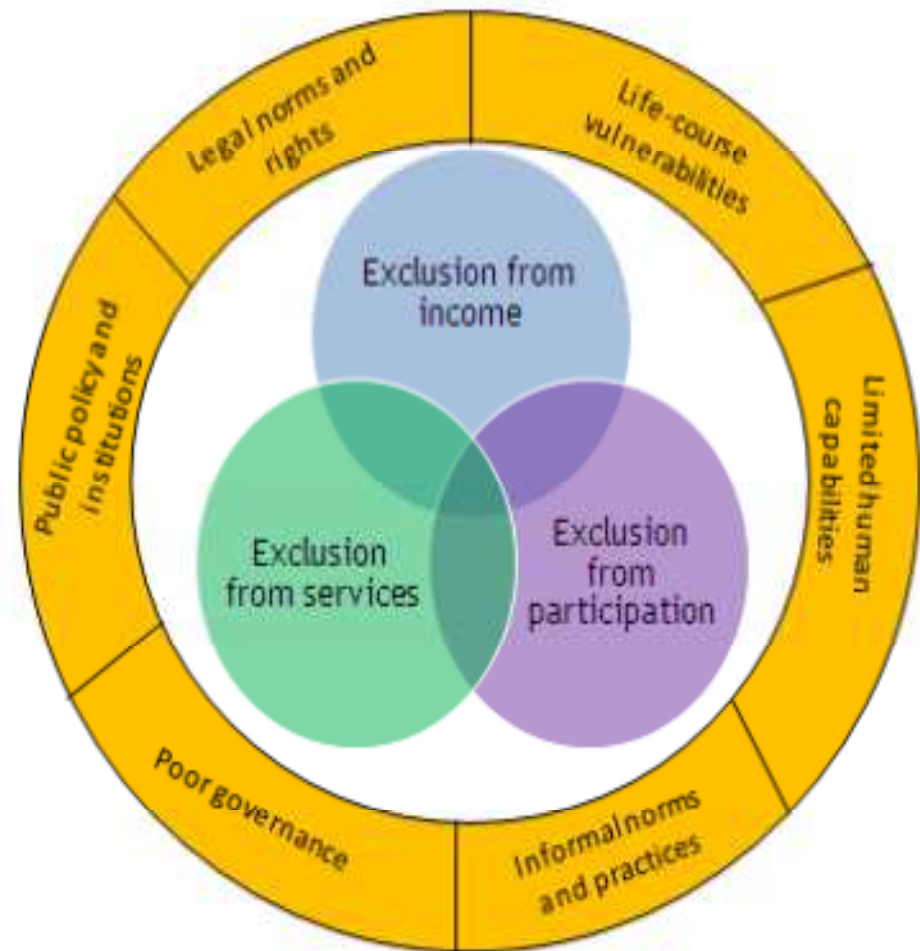 Legal norms and
rights
Life-course
vulnerabilities
Limited human
capabilities
Informal norms
and practices
Poor governance
Public policy and
institutions
Exclusion from
income
Exclusion
from services
Exclusion
from
participation